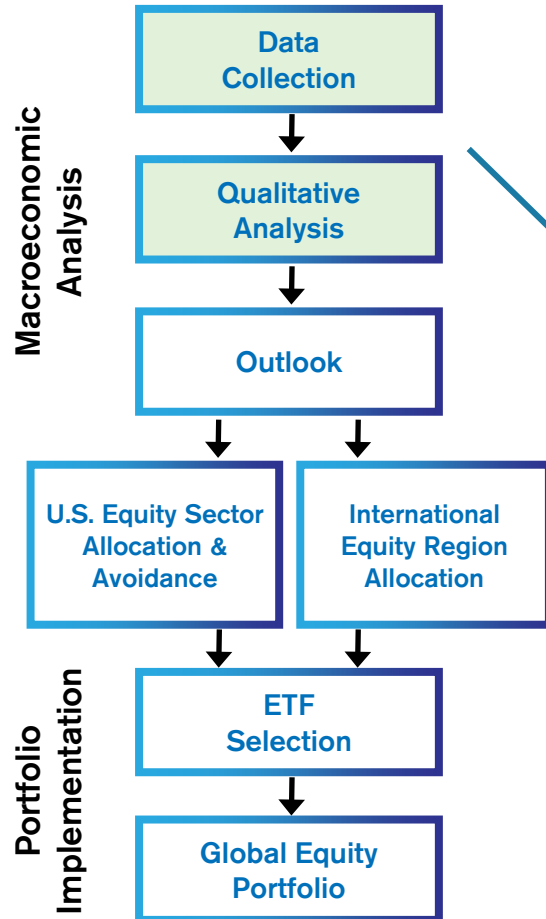 Macroeconomic
Analysis
Data
Collection
Qualitative
Analysis
Outlook
U.S. Equity Sector
Allocation &
Avoidance
International
Equity Region
Allocation
Portfolio
Implementation
ETF
Selection
Global Equity
Portfolio